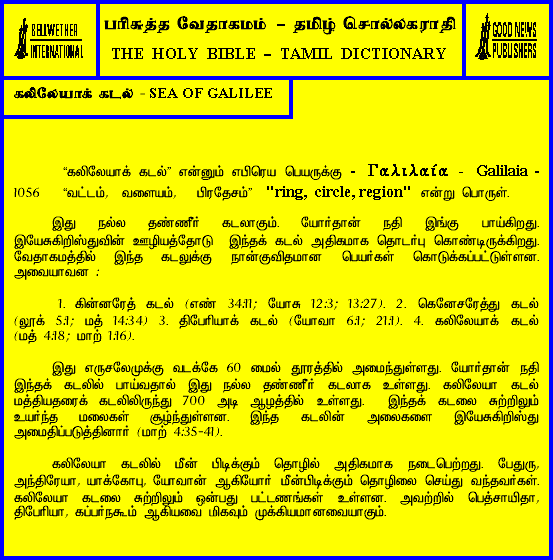 BELLWETHER
INTERNATIONAL
பரிசுத்த வேதாகமம் – தமிழ் சொல்லகராதி
THE HOLY BIBLE – TAMIL DICTIONARY
GOOD NEWS
PUBLISHERS
கலிலேயாக் கடல் - SEA OF GALILEE
“கலிலேயாக் கடல்” என்னும் எபிரெய பெயருக்கு - Γαλιλαία - Galilaia -
1056 “வட்டம், வளையம், பிரதேசம்” "ring, circle, region" என்று பொருள்.
இது நல்ல தண்ணீர் கடலாகும். யோர்தான் நதி இங்கு பாய்கிறது.
இயேசுகிறிஸ்துவின் ஊழியத்தோடு இந்தக் கடல் அதிகமாக தொடர்பு கொண்டிருக்கிறது.
வேதாகமத்தில் இந்த கடலுக்கு நான்குவிதமான பெயர்கள் கொடுக்கப்பட்டுள்ளன.
அவையாவன :
1. கின்னரேத் கடல் (எண் 34:11; யோசு 12:3; 13:27). 2. கெனேசரேத்து கடல்
(லூக் 5:1; மத் 14:34) 3. திபேரியாக் கடல் (யோவா 6:1; 21:1). 4. கலிலேயாக் கடல்
(மத் 4:18; மாற் 1:16).
இது எருசலேமுக்கு வடக்கே 60 மைல் தூரத்தில் அமைந்துள்ளது. யோர்தான் நதி
இந்தக் கடலில் பாய்வதால் இது நல்ல தண்ணீர் கடலாக உள்ளது. கலிலேயா கடல்
மத்தியதரைக் கடலிலிருந்து 700 அடி ஆழத்தில் உள்ளது. இந்தக் கடலை சுற்றிலும்
உயர்ந்த மலைகள் சூழ்ந்துள்ளன. இந்த கடலின் அலைகளை இயேசுகிறிஸ்து
அமைதிப்படுத்தினார் (மாற் 4:35-41).
கலிலேயா கடலில் மீன் பிடிக்கும் தொழில் அதிகமாக நடைபெற்றது. பேதுரு,
அந்திரேயா, யாக்கோபு, யோவான் ஆகியோர் மீன்பிடிக்கும் தொழிலை செய்து வந்தவர்கள்.
கலிலேயா கடலை சுற்றிலும் ஒன்பது பட்டணங்கள் உள்ளன. அவற்றில் பெத்சாயிதா,
திபேரியா, கப்பர்நகூம் ஆகியவை மிகவும் முக்கியமானவையாகும்.